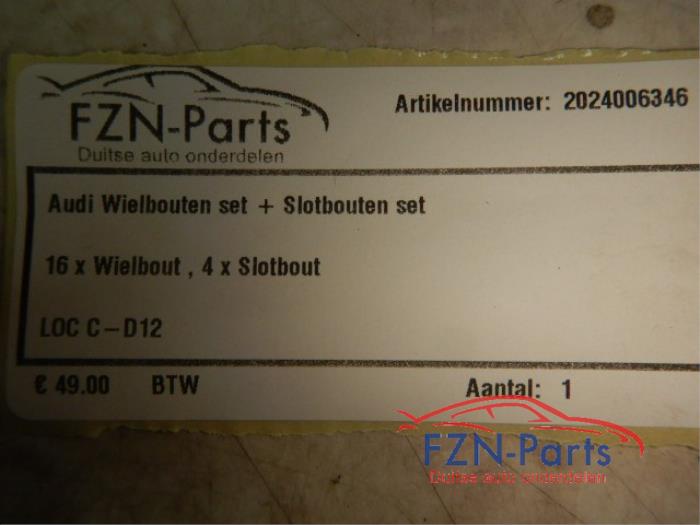 FZN-Parts
Duitse auto onderdelen
Artikelnummer: 2024006346
Audi Wielbouten set + Slotbouten set
16 x Wielbout , 4 x Slotbout
LOC C-D12
€ 49.00 BTW Aantal: 1
FZN-Parts
Duitse auto onderdelen